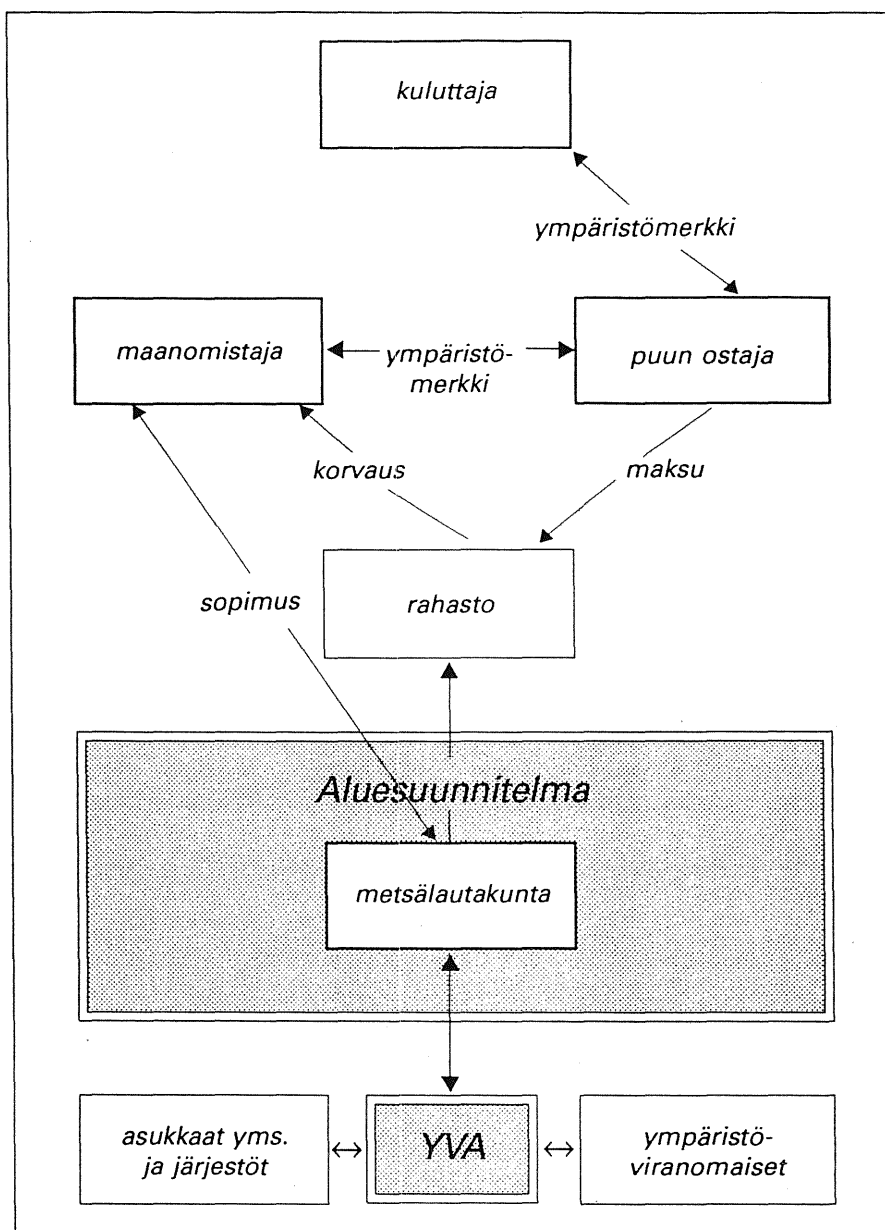 kuluttaja
ympäristömerkki
maanomistaja
ympäristö-
merkki
puun ostaja
korvaus
maksu
sopimus
rahasto
Aluesuunnitelma
metsälautakunta
asukkaat yms.
ja järjestöt
YVA
ympäristö-
viranomaiset